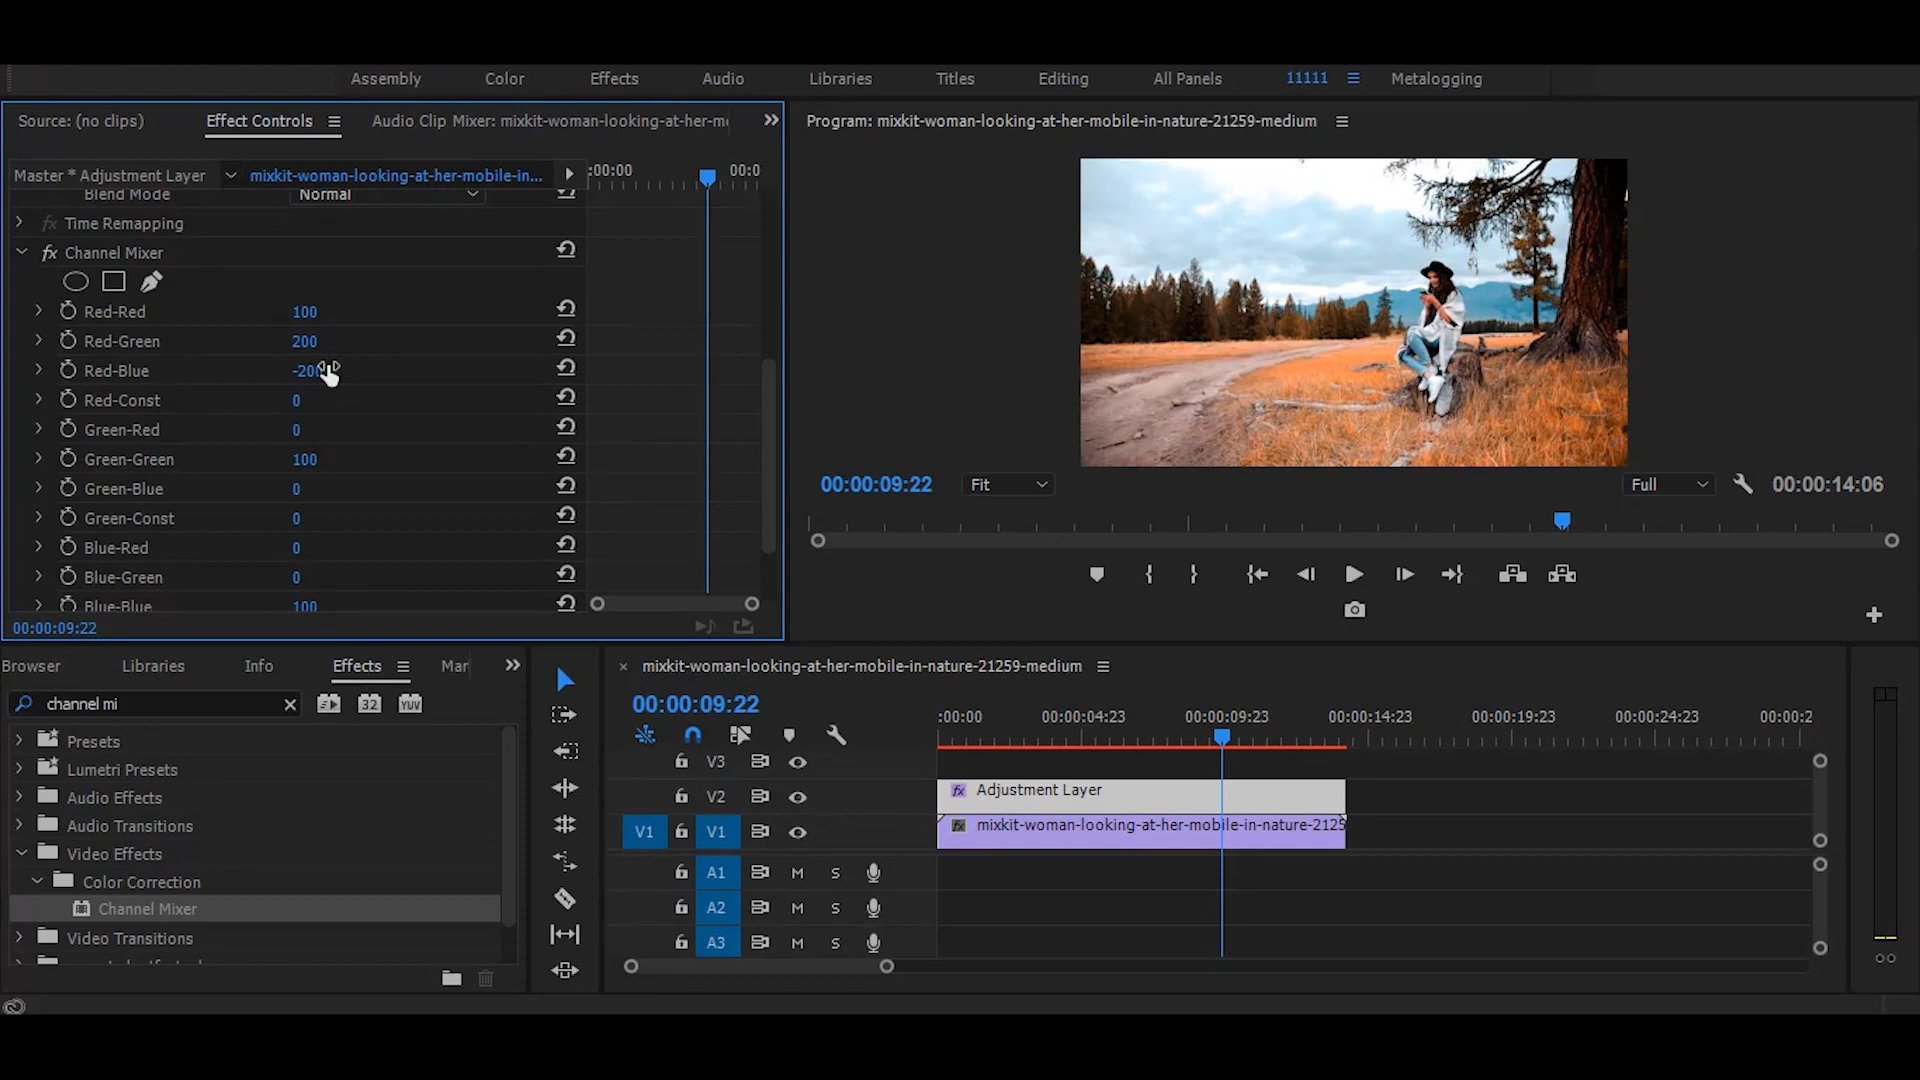 Assembly Color Effects Audio Libraries Titles Editing All Panels 11111 Metalogging
Source: (no clips) Effect Controls Audio Clip Mixer: mixkit-woman-looking-at-her-m
Program: mixkit-woman-looking-at-her-mobile-in-nature-21259-medium
Master * Adjustment Layer mixkit-woman-looking-at-her-mobile-in... :00:00 00:0
Blend Mode Normal
fx Time Remapping
fx Channel Mixer
Red-Red 100
Red-Green 200
Red-Blue -200
Red-Const 0
Green-Red 0
Green-Green 100
Green-Blue 0
Green-Const 0
Blue-Red 0
Blue-Green 0
Blue-Blue 100
00:00:09:22
00:00:09:22 Fit Full 00:00:14:06
Browser Libraries Info Effects Mar
channel mi 32 YUV
Presets
Lumetri Presets
Audio Effects
Audio Transitions
Video Effects
Color Correction
Channel Mixer
Video Transitions
mixkit-woman-looking-at-her-mobile-in-nature-21259-medium
00:00:09:22
:00:00 00:00:04:23 00:00:09:23 00:00:14:23 00:00:19:23 00:00:24:23 00:00:2
V3
V2 fx Adjustment Layer
V1 V1 fx mixkit-woman-looking-at-her-mobile-in-nature-2125
A1 M S
A2 M S
A3 M S